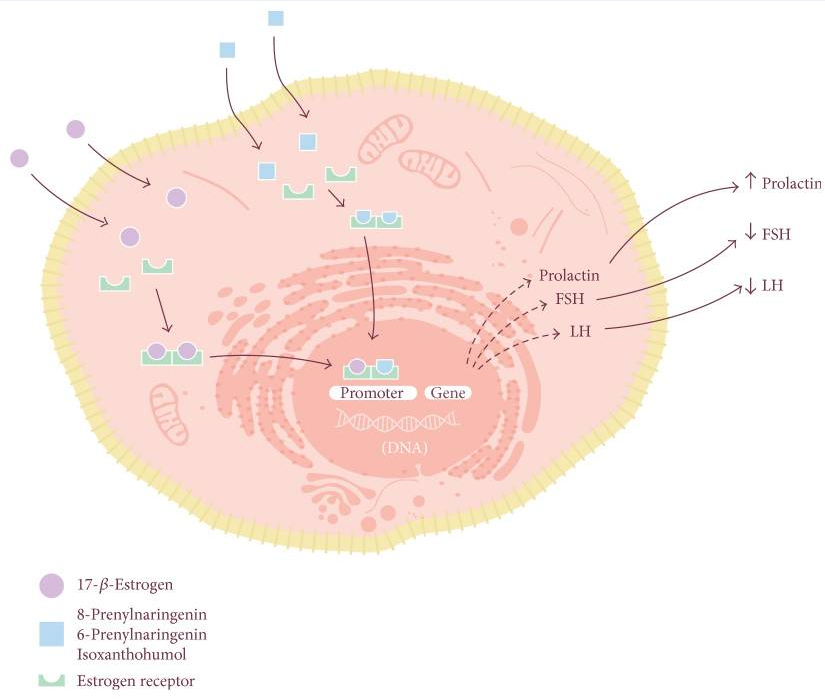 ↑ Prolactin
↓ FSH
↓ LH
Prolactin
FSH
LH
Promoter Gene
(DNA)
17-β-Estrogen
8-Prenylnaringenin
6-Prenylnaringenin
Isoxanthohumol
Estrogen receptor